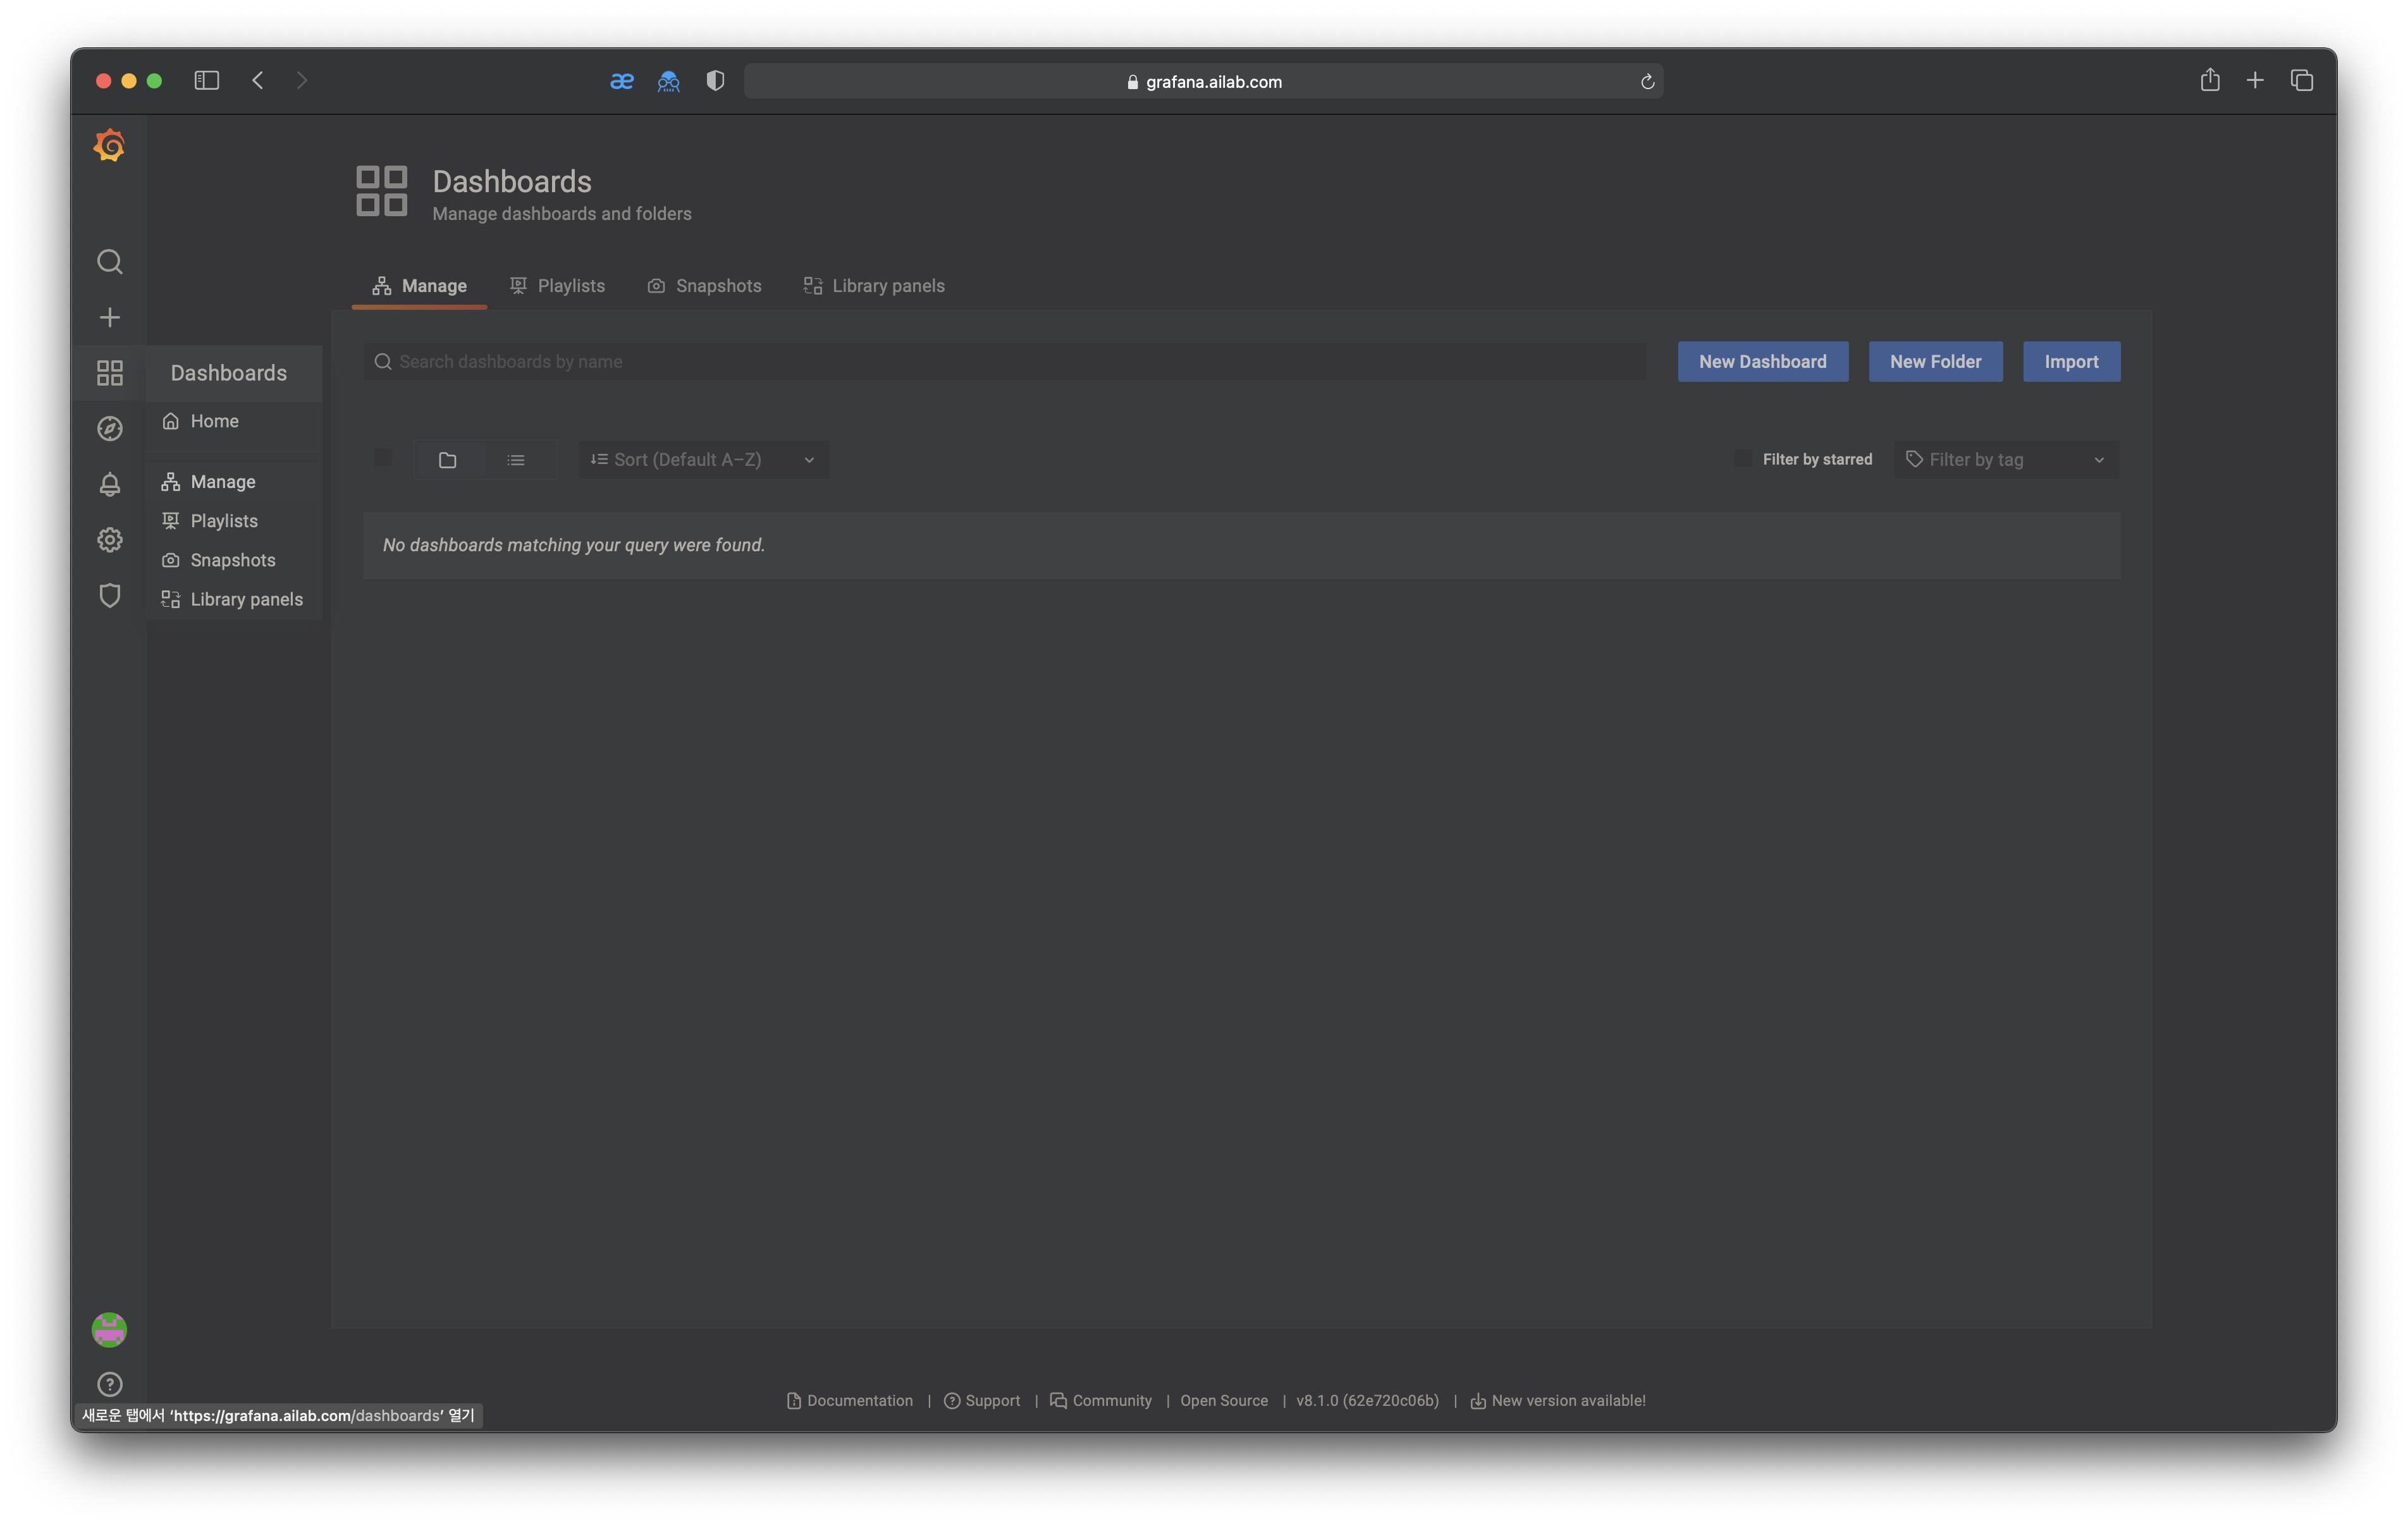 grafana.ailab.com
Dashboards
Manage dashboards and folders
Manage Playlists Snapshots Library panels
Search dashboards by name
New Dashboard New Folder Import
Dashboards
Home
Manage
Playlists
Snapshots
Library panels
Sort (Default A–Z)
Filter by starred Filter by tag
No dashboards matching your query were found.
Documentation | Support | Community | Open Source | v8.1.0 (62e720c06b) | New version available!
새로운 탭에서 ‘https://grafana.ailab.com/dashboards’ 열기